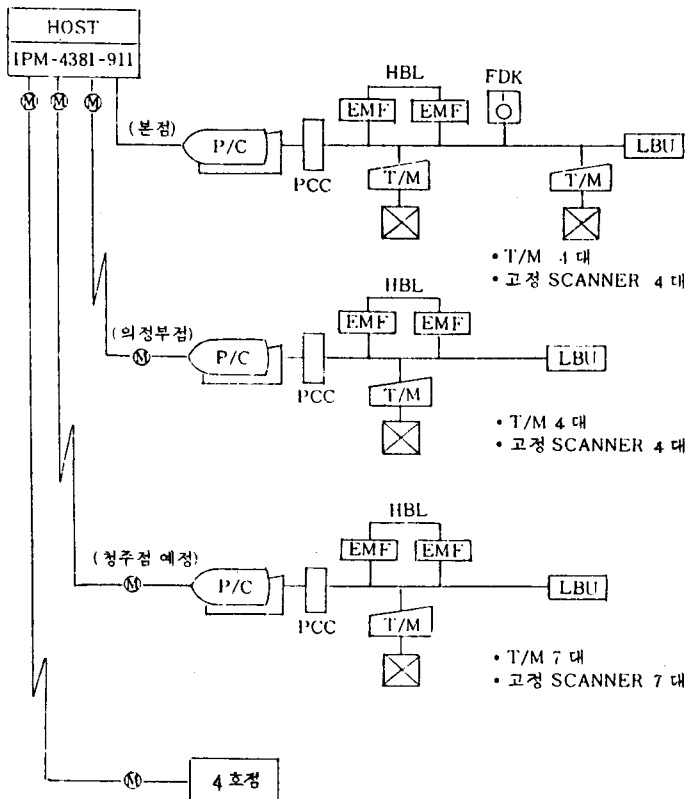 HOST
IPM-4381-911
M M M
(본점)
P/C
PCC
HBL
EMF EMF
FDK
LBU
T/M T/M
• T/M 4 대
• 고정 SCANNER 4 대
(의정부점)
M
P/C
PCC
HBL
EMF EMF
LBU
T/M
• T/M 4 대
• 고정 SCANNER 4 대
(청주점 예정)
M
P/C
PCC
HBL
EMF EMF
LBU
T/M
• T/M 7 대
• 고정 SCANNER 7 대
M
4 호점